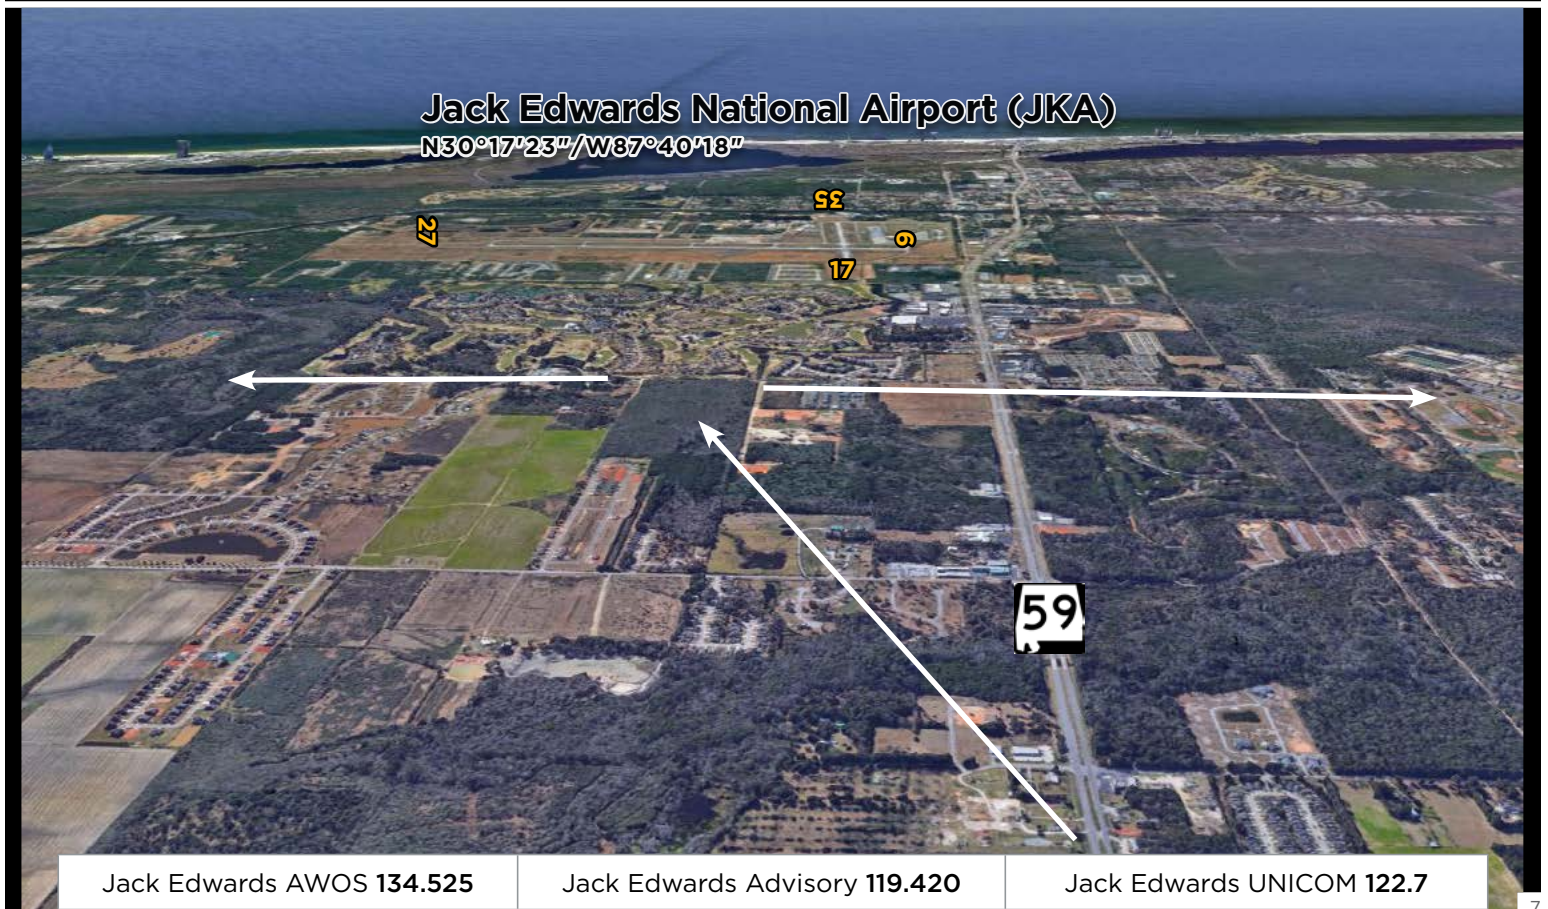 Jack Edwards National Airport (JKA)
N30°17'23"/W87°40'18"
35
27
9
17
59
Jack Edwards AWOS 134.525
Jack Edwards Advisory 119.420
Jack Edwards UNICOM 122.7
7